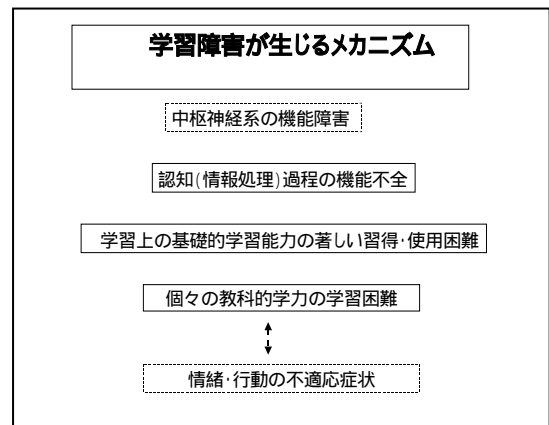 学習障害が生じるメカニズム
中枢神経系の機能障害
認知(情報処理)過程の機能不全
学習上の基礎的学習能力の著しい習得・使用困難
個々の教科的学力の学習困難
情緒・行動の不適応症状